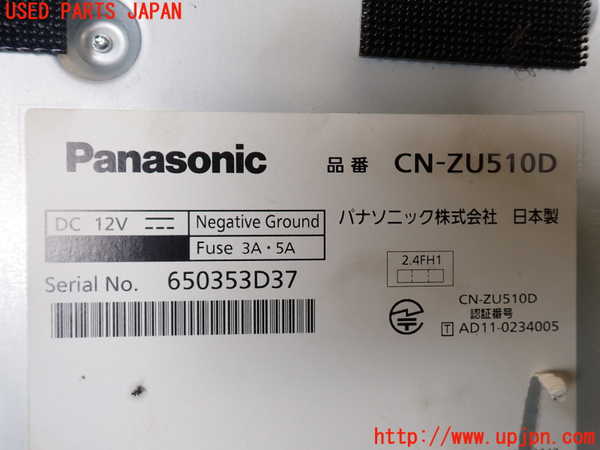 USED PARTS JAPAN
Panasonic 品番 CN-ZU510D
DC 12V Negative Ground
Fuse 3A・5A
パナソニック株式会社 日本製
Serial No. 650353D37
2.4FH1
CN-ZU510D
認証番号
T AD11-0234005
http://www.upjpn.com/